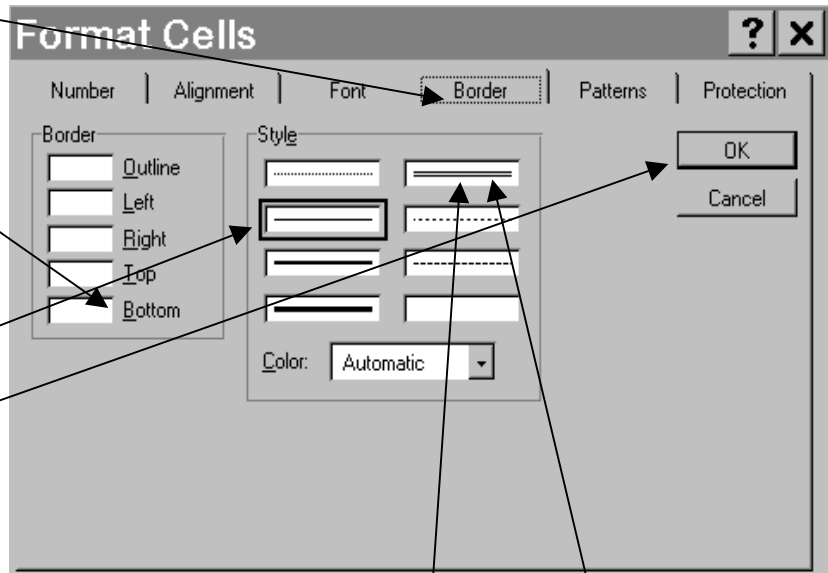 Format Cells
Number Alignment Font Border Patterns Protection
Border
Outline
Left
Right
Top
Bottom
Style
Color: Automatic
OK
Cancel